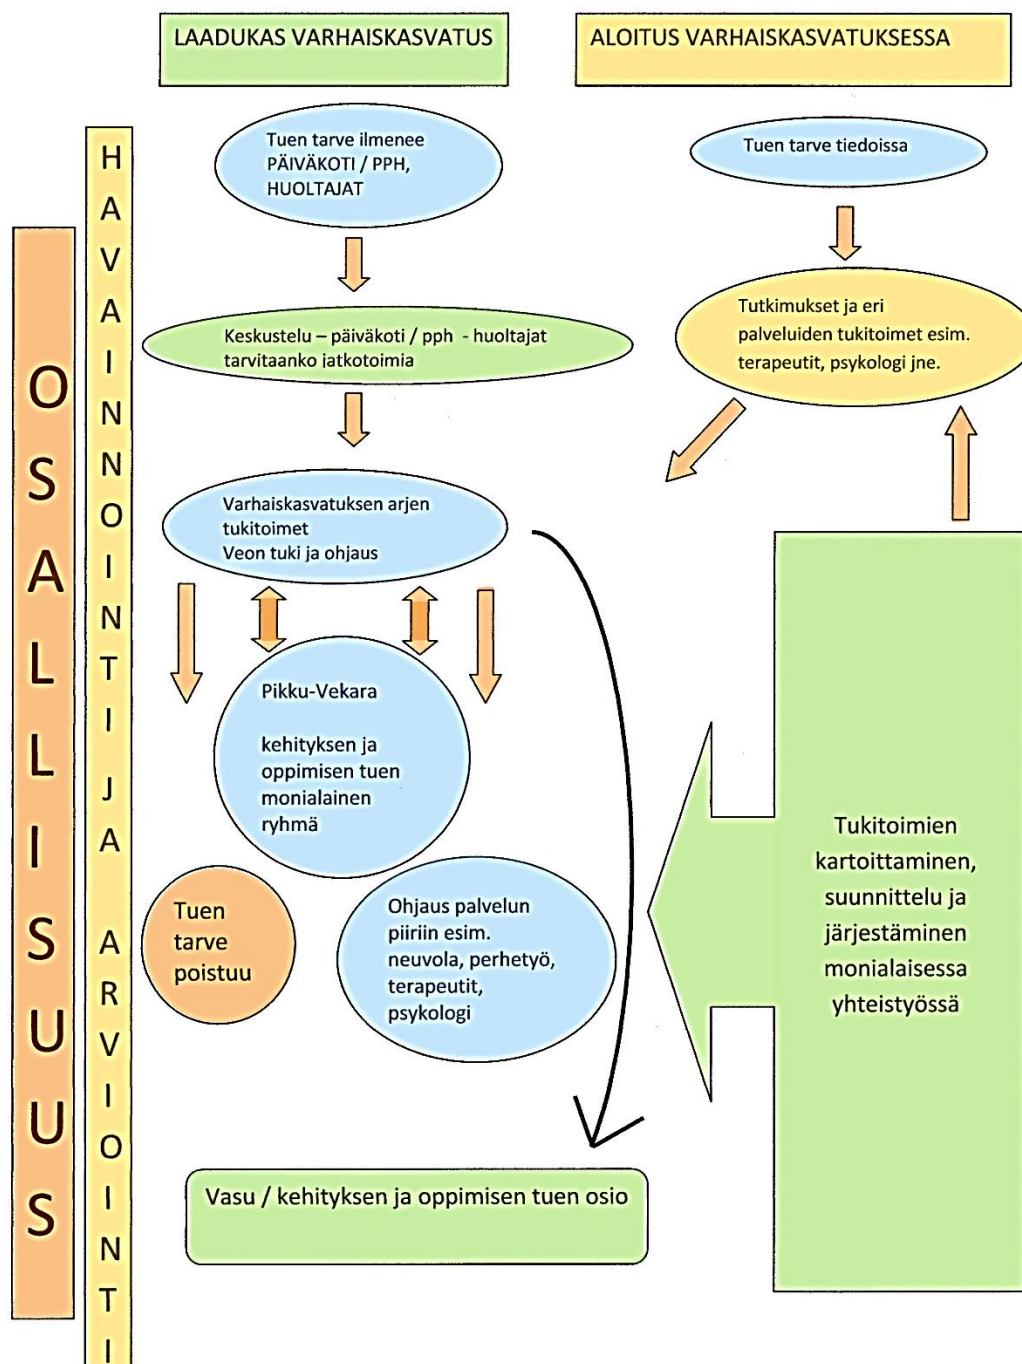 LAADUKAS VARHAISKASVATUS
ALOITUS VARHAISKASVATUKSESSA
OSALLISUUS
HAVAINNOINTI JA ARVIOINTI
Tuen tarve ilmenee
PÄIVÄKOTI / PPH,
HUOLTAJAT
Tuen tarve tiedoissa
Keskustelu – päiväkoti / pph - huoltajat
tarvitaanko jatkotoimia
Tutkimukset ja eri
palveluiden tukitoimet esim.
terapeutit, psykologi jne.
Varhaiskasvatuksen arjen
tukitoimet
Veon tuki ja ohjaus
Pikku-Vekara
kehityksen ja
oppimisen tuen
monialainen
ryhmä
Tuen
tarve
poistuu
Ohjaus palvelun
piiriin esim.
neuvola, perhetyö,
terapeutit,
psykologi
Tukitoimien
kartoittaminen,
suunnittelu ja
järjestäminen
monialaisessa
yhteistyössä
Vasu / kehityksen ja oppimisen tuen osio